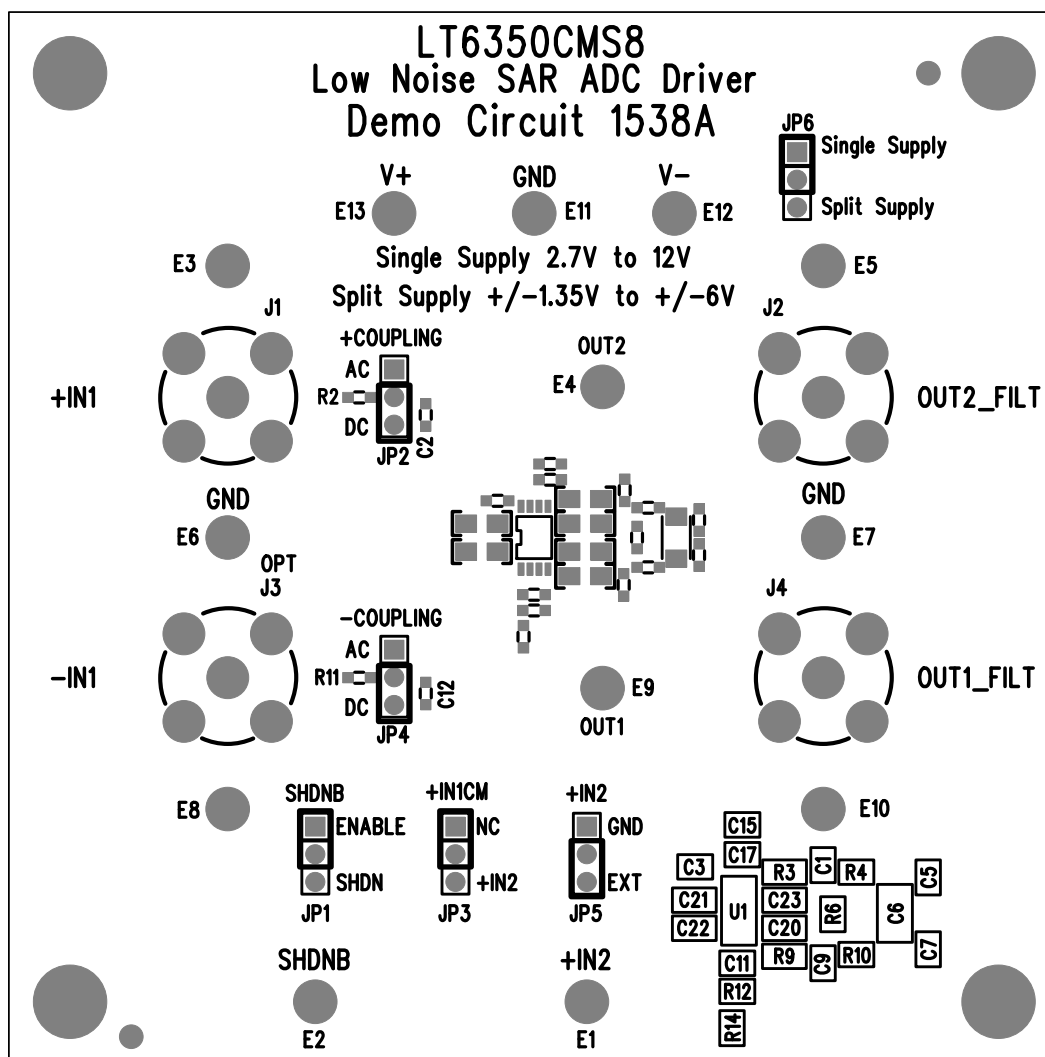 LT6350CMS8
Low Noise SAR ADC Driver
Demo Circuit 1538A
JP6
Single Supply
Split Supply
V+
GND
V-
E13
E11
E12
Single Supply 2.7V to 12V
Split Supply +/-1.35V to +/-6V
E3
E5
J1
J2
+COUPLING
AC
R2
DC
JP2
C2
OUT2
E4
+IN1
OUT2_FILT
GND
E6
GND
E7
OPT
J3
J4
-COUPLING
AC
R11
DC
JP4
C12
E9
OUT1
-IN1
OUT1_FILT
E8
E10
SHDNB
ENABLE
SHDN
JP1
+IN1CM
NC
+IN2
JP3
+IN2
GND
EXT
JP5
C15
C17
C3
R3
C1
R4
C5
C21
U1
C23
R6
C6
C22
C20
C11
R9
C9
R10
C7
R12
R14
SHDNB
E2
+IN2
E1